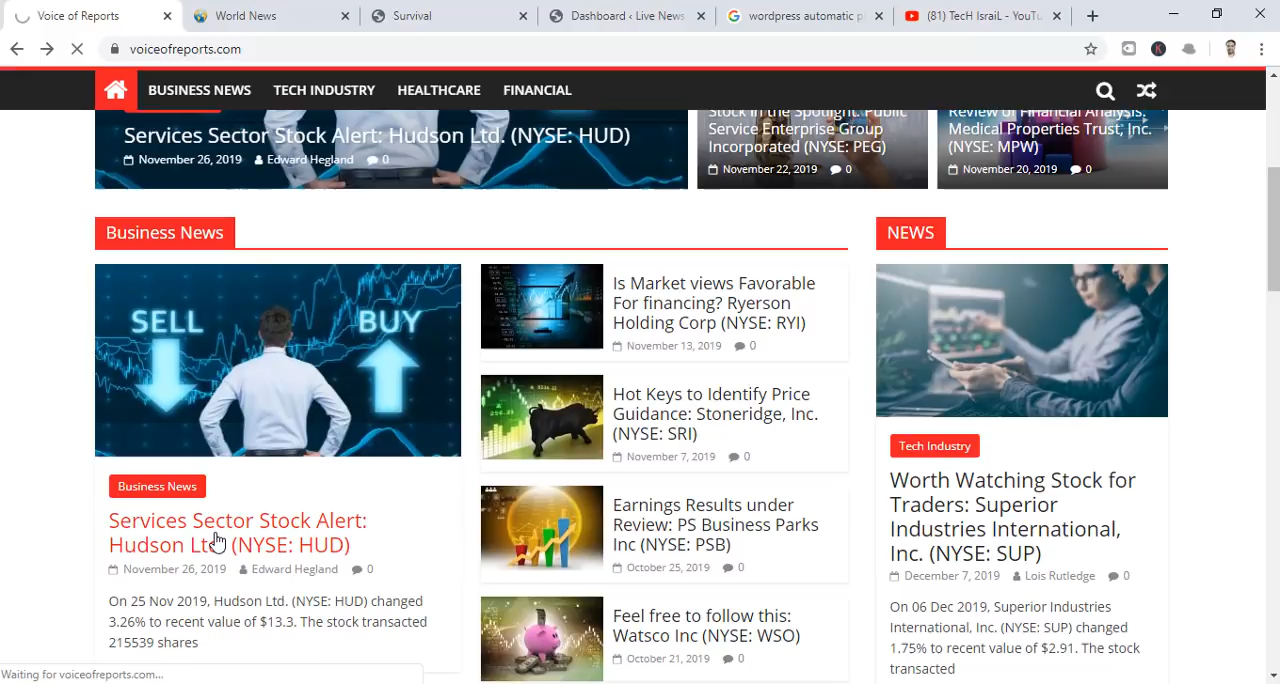 Voice of Reports
World News
Survival
Dashboard ‹ Live News
wordpress automatic p
(81) TecH IsraiL - YouTu
voiceofreports.com
BUSINESS NEWS
TECH INDUSTRY
HEALTHCARE
FINANCIAL
Services Sector Stock Alert: Hudson Ltd. (NYSE: HUD)
November 26, 2019 Edward Hegland 0
Stock in the Spotlight: Public
Service Enterprise Group
Incorporated (NYSE: PEG)
November 22, 2019 0
Review of Financial Analysis:
Medical Properties Trust, Inc.
(NYSE: MPW)
November 20, 2019 0
Business News
SELL
BUY
Business News
Services Sector Stock Alert:
Hudson Ltd. (NYSE: HUD)
November 26, 2019 Edward Hegland 0
On 25 Nov 2019, Hudson Ltd. (NYSE: HUD) changed
3.26% to recent value of $13.3. The stock transacted
215539 shares
Is Market views Favorable
For financing? Ryerson
Holding Corp (NYSE: RYI)
November 13, 2019 0
Hot Keys to Identify Price
Guidance: Stoneridge, Inc.
(NYSE: SRI)
November 7, 2019 0
Earnings Results under
Review: PS Business Parks
Inc (NYSE: PSB)
October 25, 2019 0
Feel free to follow this:
Watsco Inc (NYSE: WSO)
October 21, 2019 0
NEWS
Tech Industry
Worth Watching Stock for
Traders: Superior
Industries International,
Inc. (NYSE: SUP)
December 7, 2019 Lois Rutledge 0
On 06 Dec 2019, Superior Industries
International, Inc. (NYSE: SUP) changed
1.75% to recent value of $2.91. The stock
transacted
Waiting for voiceofreports.com...